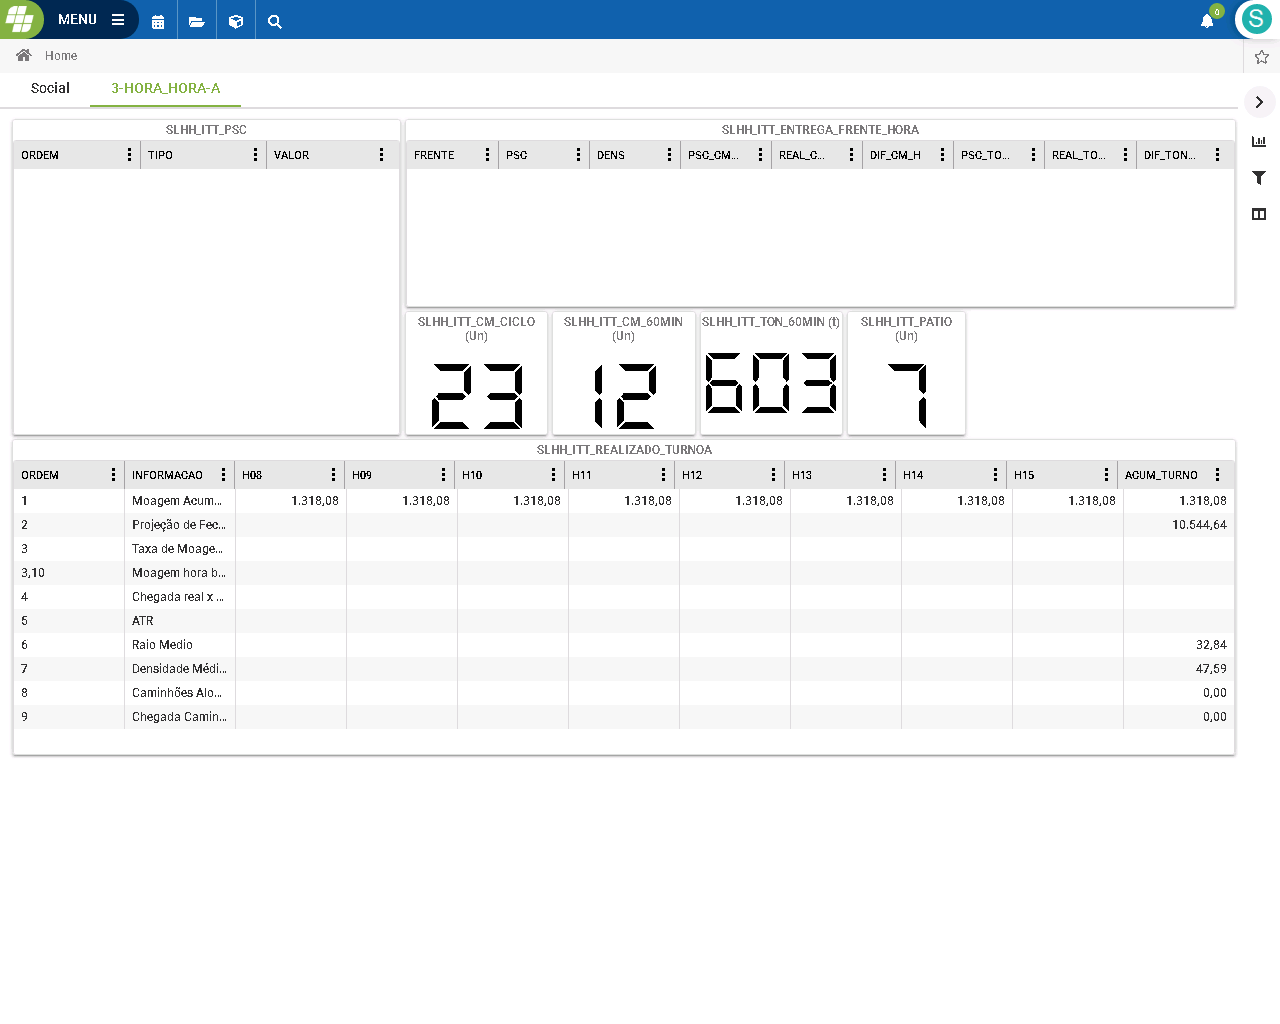 MENU
0
S
Home
Social
3-HORA_HORA-A
SLHH_ITT_PSC
ORDEM TIPO VALOR
SLHH_ITT_ENTREGA_FRENTE_HORA
FRENTE PSC DENS PSC_CM... REAL_C... DIF_CM_H PSC_TO... REAL_TO... DIF_TON...
SLHH_ITT_CM_CICLO
(Un)
23
SLHH_ITT_CM_60MIN
(Un)
12
SLHH_ITT_TON_60MIN (t)
603
SLHH_ITT_PATIO
(Un)
7
SLHH_ITT_REALIZADO_TURNOA
ORDEM INFORMACAO H08 H09 H10 H11 H12 H13 H14 H15 ACUM_TURNO
1 Moagem Acum... 1.318,08 1.318,08 1.318,08 1.318,08 1.318,08 1.318,08 1.318,08 1.318,08 1.318,08
2 Projeção de Fec... 10.544,64
3 Taxa de Moage...
3,10 Moagem hora b...
4 Chegada real x ...
5 ATR
6 Raio Medio 32,84
7 Densidade Médi... 47,59
8 Caminhões Alo... 0,00
9 Chegada Camin... 0,00